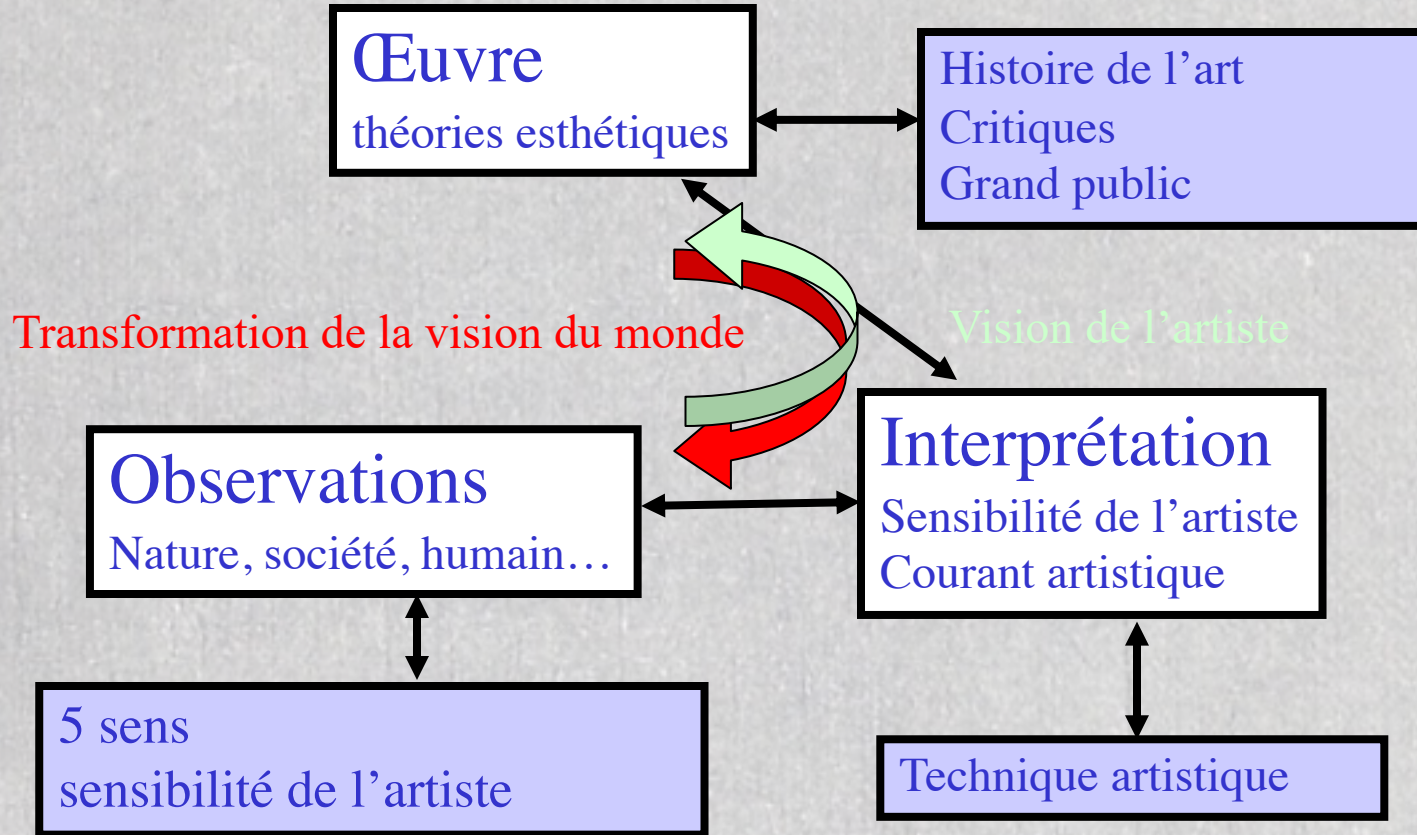 Œuvre
théories esthétiques
Histoire de l’art
Critiques
Grand public
Transformation de la vision du monde
Vision de l’artiste
Observations
Nature, société, humain…
Interprétation
Sensibilité de l’artiste
Courant artistique
5 sens
sensibilité de l’artiste
Technique artistique